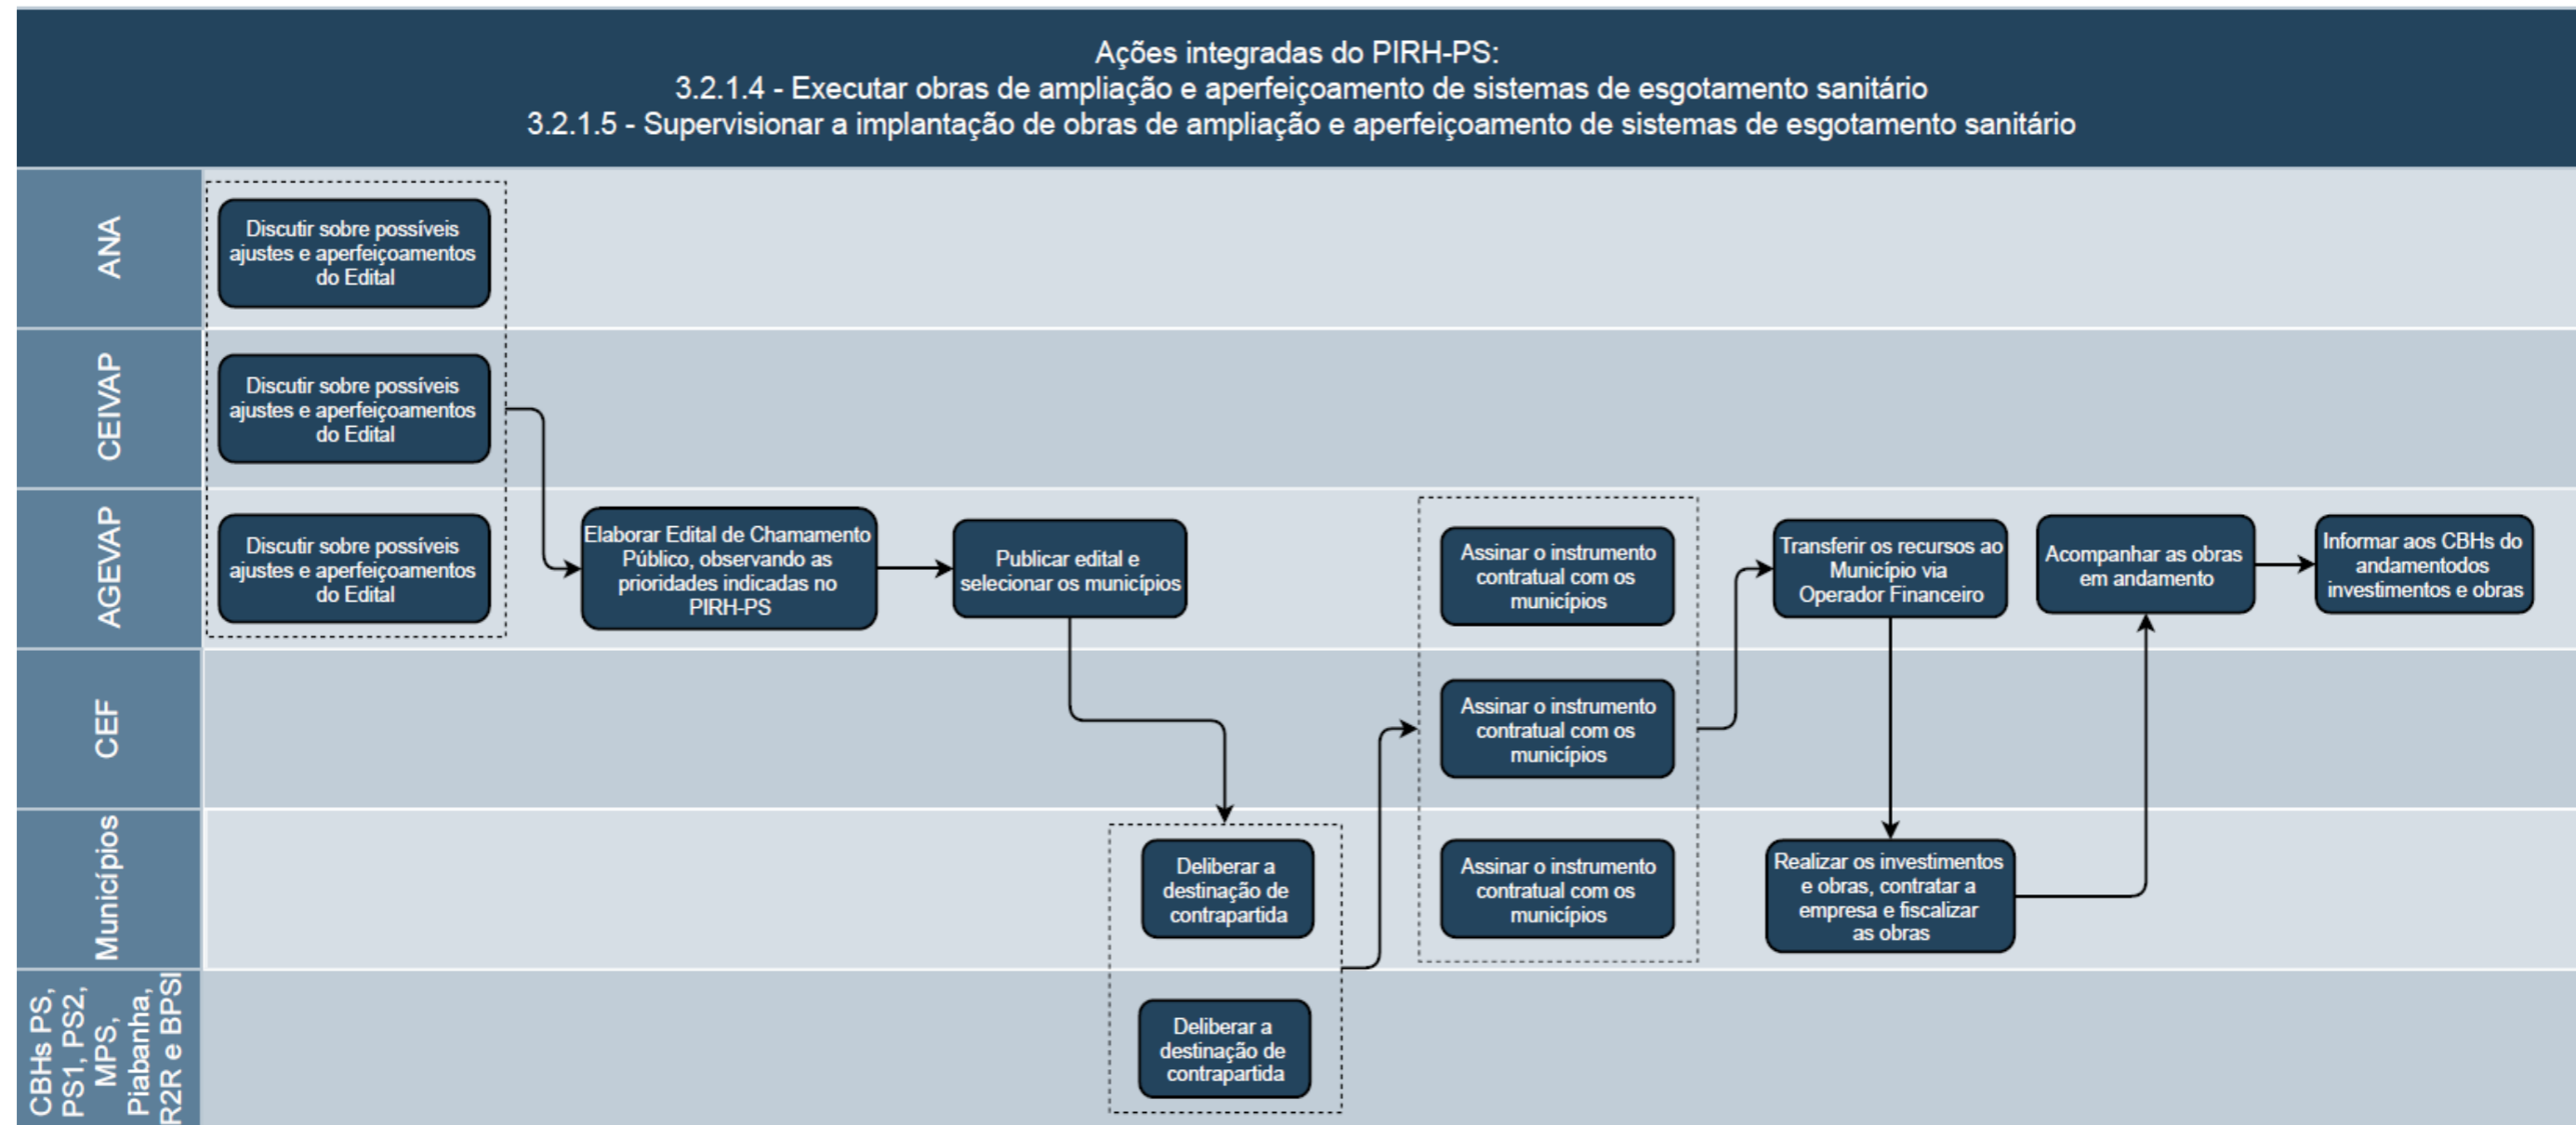 Ações integradas do PIRH-PS:
3.2.1.4 - Executar obras de ampliação e aperfeiçoamento de sistemas de esgotamento sanitário
3.2.1.5 - Supervisionar a implantação de obras de ampliação e aperfeiçoamento de sistemas de esgotamento sanitário
ANA
Discutir sobre possíveis
ajustes e aperfeiçoamentos
do Edital
CEIVAP
Discutir sobre possíveis
ajustes e aperfeiçoamentos
do Edital
AGEVAP
Discutir sobre possíveis
ajustes e aperfeiçoamentos
do Edital
Elaborar Edital de Chamamento
Público, observando as
prioridades indicadas no
PIRH-PS
Publicar edital e
selecionar os municípios
Assinar o instrumento
contratual com os
municípios
Transferir os recursos ao
Município via
Operador Financeiro
Acompanhar as obras
em andamento
Informar aos CBHs do
andamentodos
investimentos e obras
CEF
Assinar o instrumento
contratual com os
municípios
Municípios
Deliberar a
destinação de
contrapartida
Assinar o instrumento
contratual com os
municípios
Realizar os investimentos
e obras, contratar a
empresa e fiscalizar
as obras
CBHs PS,
PS1, PS2,
MPS,
Piabanha,
R2R e BPSI
Deliberar a
destinação de
contrapartida